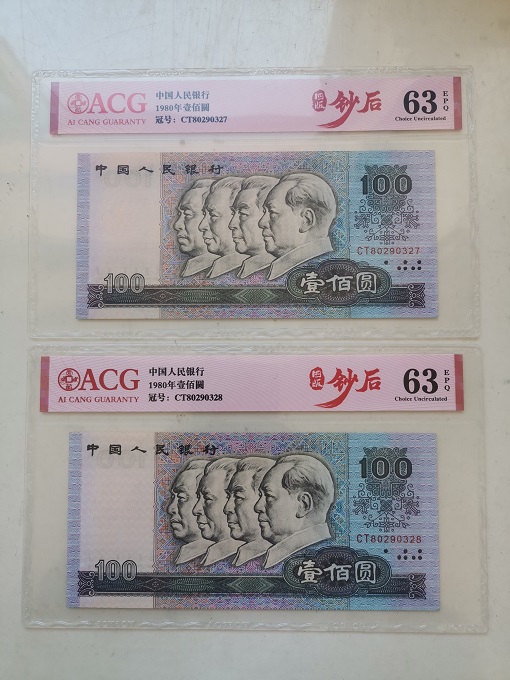 ACG
AI CANG GUARANTY
中国人民银行
1980年壹佰圓
冠号：CT80290327
钞后
63
EPQ
Choice Uncirculated
中国人民银行
100
CT80290327
100
壹佰圆
ACG
AI CANG GUARANTY
中国人民银行
1980年壹佰圓
冠号：CT80290328
钞后
63
EPQ
Choice Uncirculated
中国人民银行
100
CT80290328
100
壹佰圆